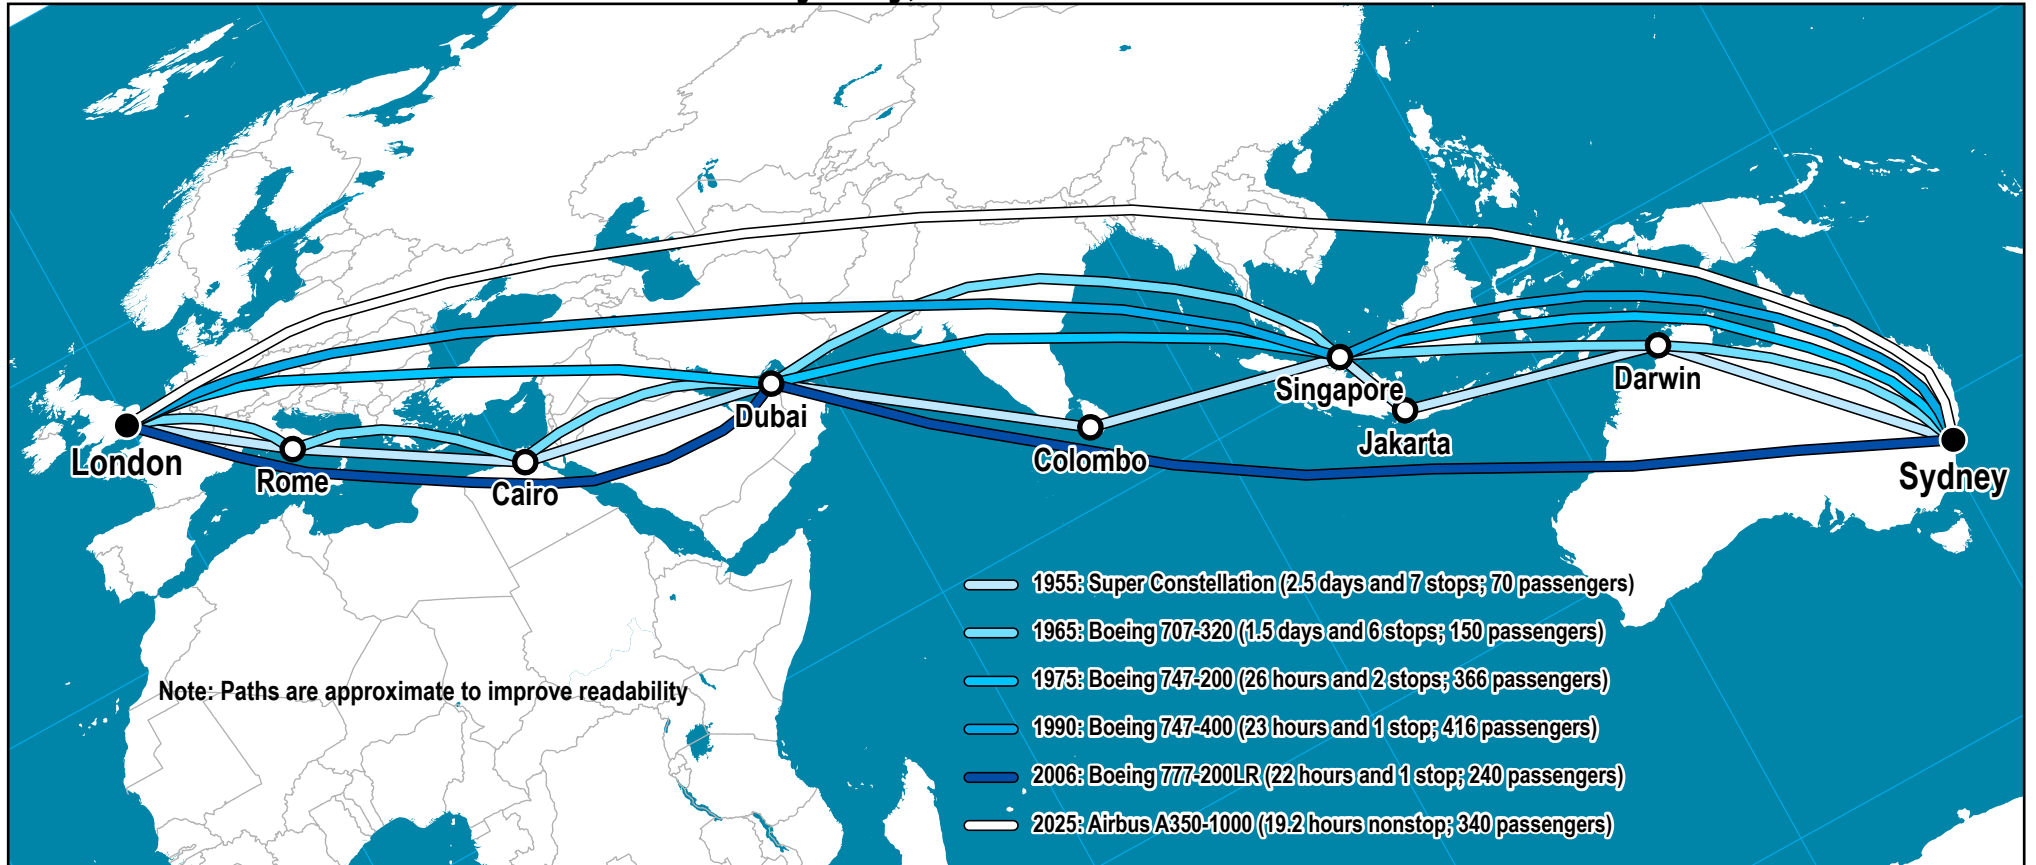 London
Rome
Cairo
Dubai
Colombo
Singapore
Jakarta
Darwin
Sydney
1955: Super Constellation (2.5 days and 7 stops; 70 passengers)
1965: Boeing 707-320 (1.5 days and 6 stops; 150 passengers)
1975: Boeing 747-200 (26 hours and 2 stops; 366 passengers)
1990: Boeing 747-400 (23 hours and 1 stop; 416 passengers)
2006: Boeing 777-200LR (22 hours and 1 stop; 240 passengers)
2025: Airbus A350-1000 (19.2 hours nonstop; 340 passengers)
Note: Paths are approximate to improve readability